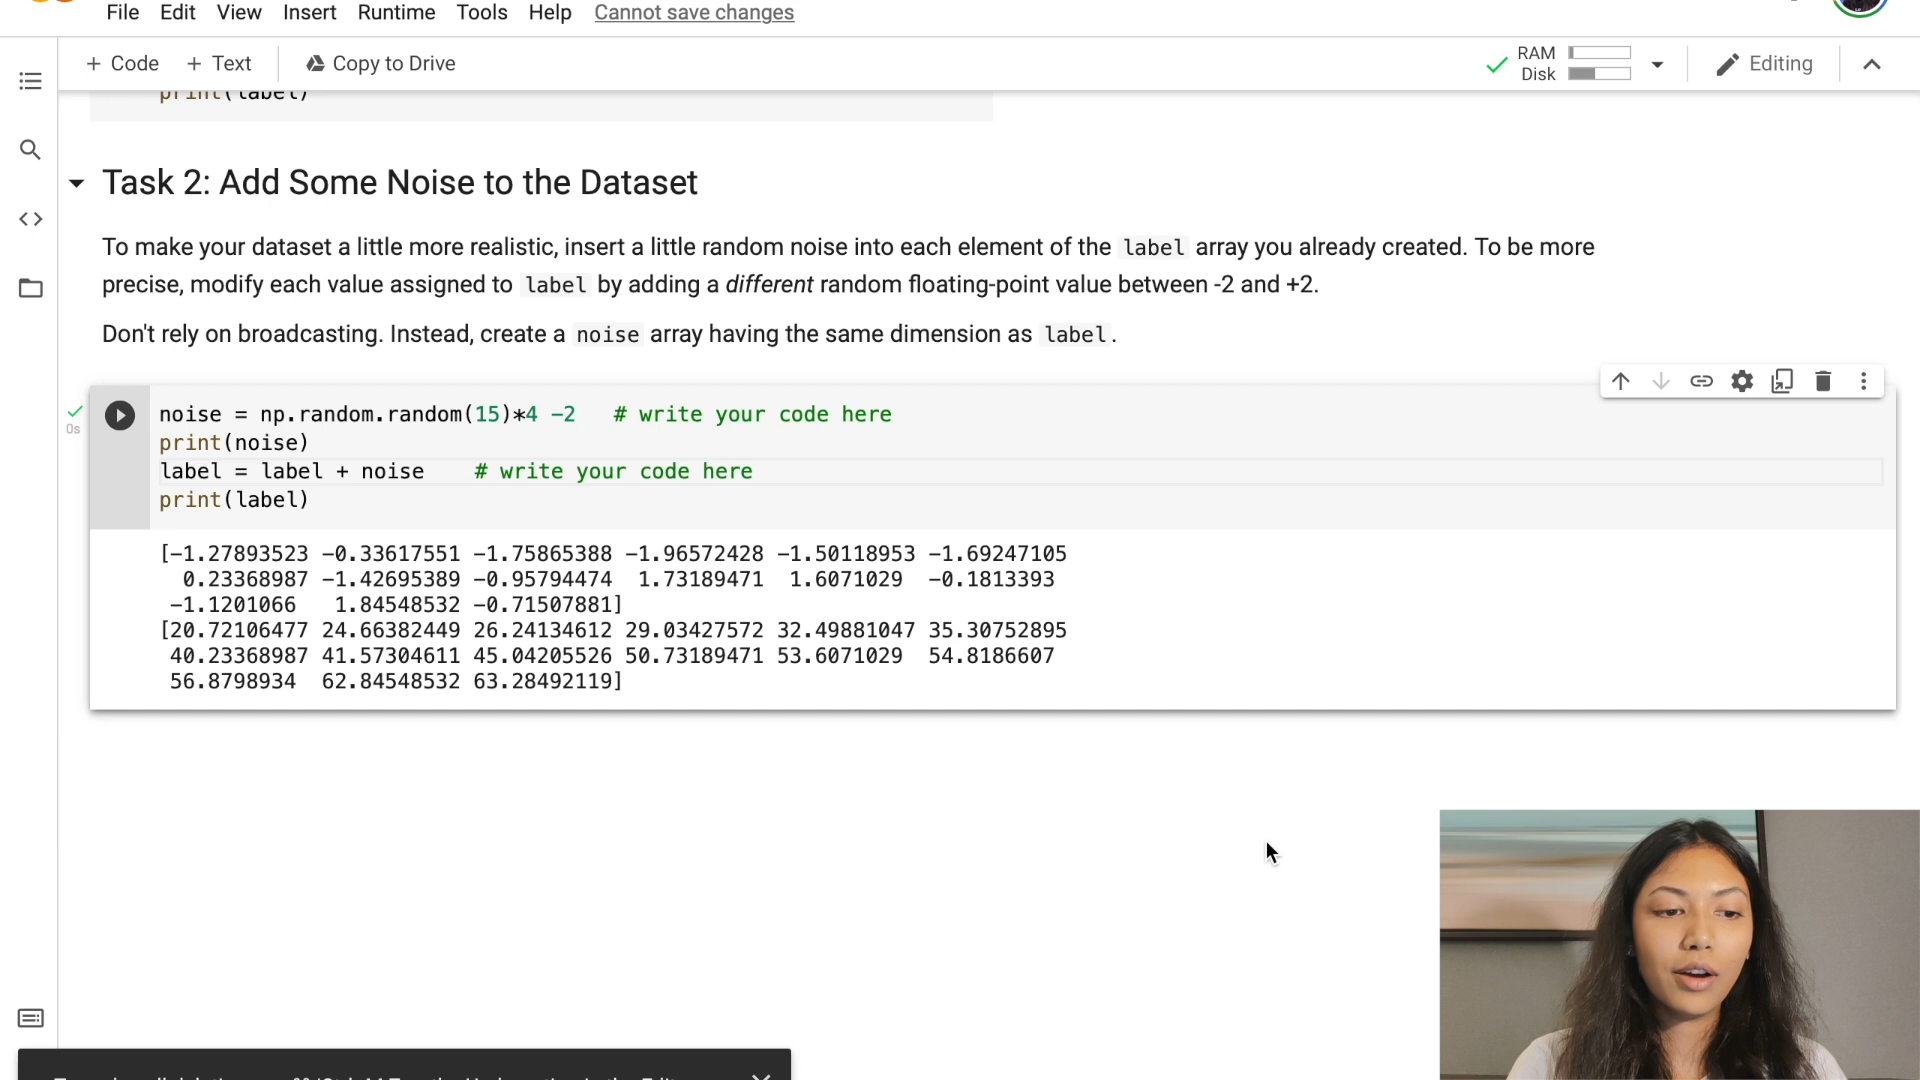 File Edit View Insert Runtime Tools Help Cannot save changes
+ Code + Text Copy to Drive RAM Disk Editing
print(label)
Task 2: Add Some Noise to the Dataset
To make your dataset a little more realistic, insert a little random noise into each element of the label array you already created. To be more
precise, modify each value assigned to label by adding a different random floating-point value between -2 and +2.
Don't rely on broadcasting. Instead, create a noise array having the same dimension as label.
noise = np.random.random(15)*4 -2 # write your code here
0s
print(noise)
label = label + noise # write your code here
print(label)
[-1.27893523 -0.33617551 -1.75865388 -1.96572428 -1.50118953 -1.69247105
0.23368987 -1.42695389 -0.95794474 1.73189471 1.6071029 -0.1813393
-1.1201066 1.84548532 -0.71507881]
[20.72106477 24.66382449 26.24134612 29.03427572 32.49881047 35.30752895
40.23368987 41.57304611 45.04205526 50.73189471 53.6071029 54.8186607
56.8798934 62.84548532 63.28492119]